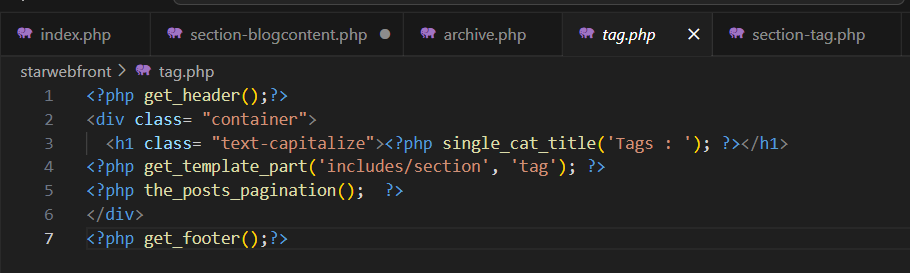 index.php section-blogcontent.php archive.php tag.php section-tag.php
starwebfront > tag.php
1 <?php get_header();?>
2 <div class= "container">
3 <h1 class= "text-capitalize"><?php single_cat_title('Tags : '); ?></h1>
4 <?php get_template_part('includes/section', 'tag'); ?>
5 <?php the_posts_pagination();  ?>
6 </div>
7 <?php get_footer();?>